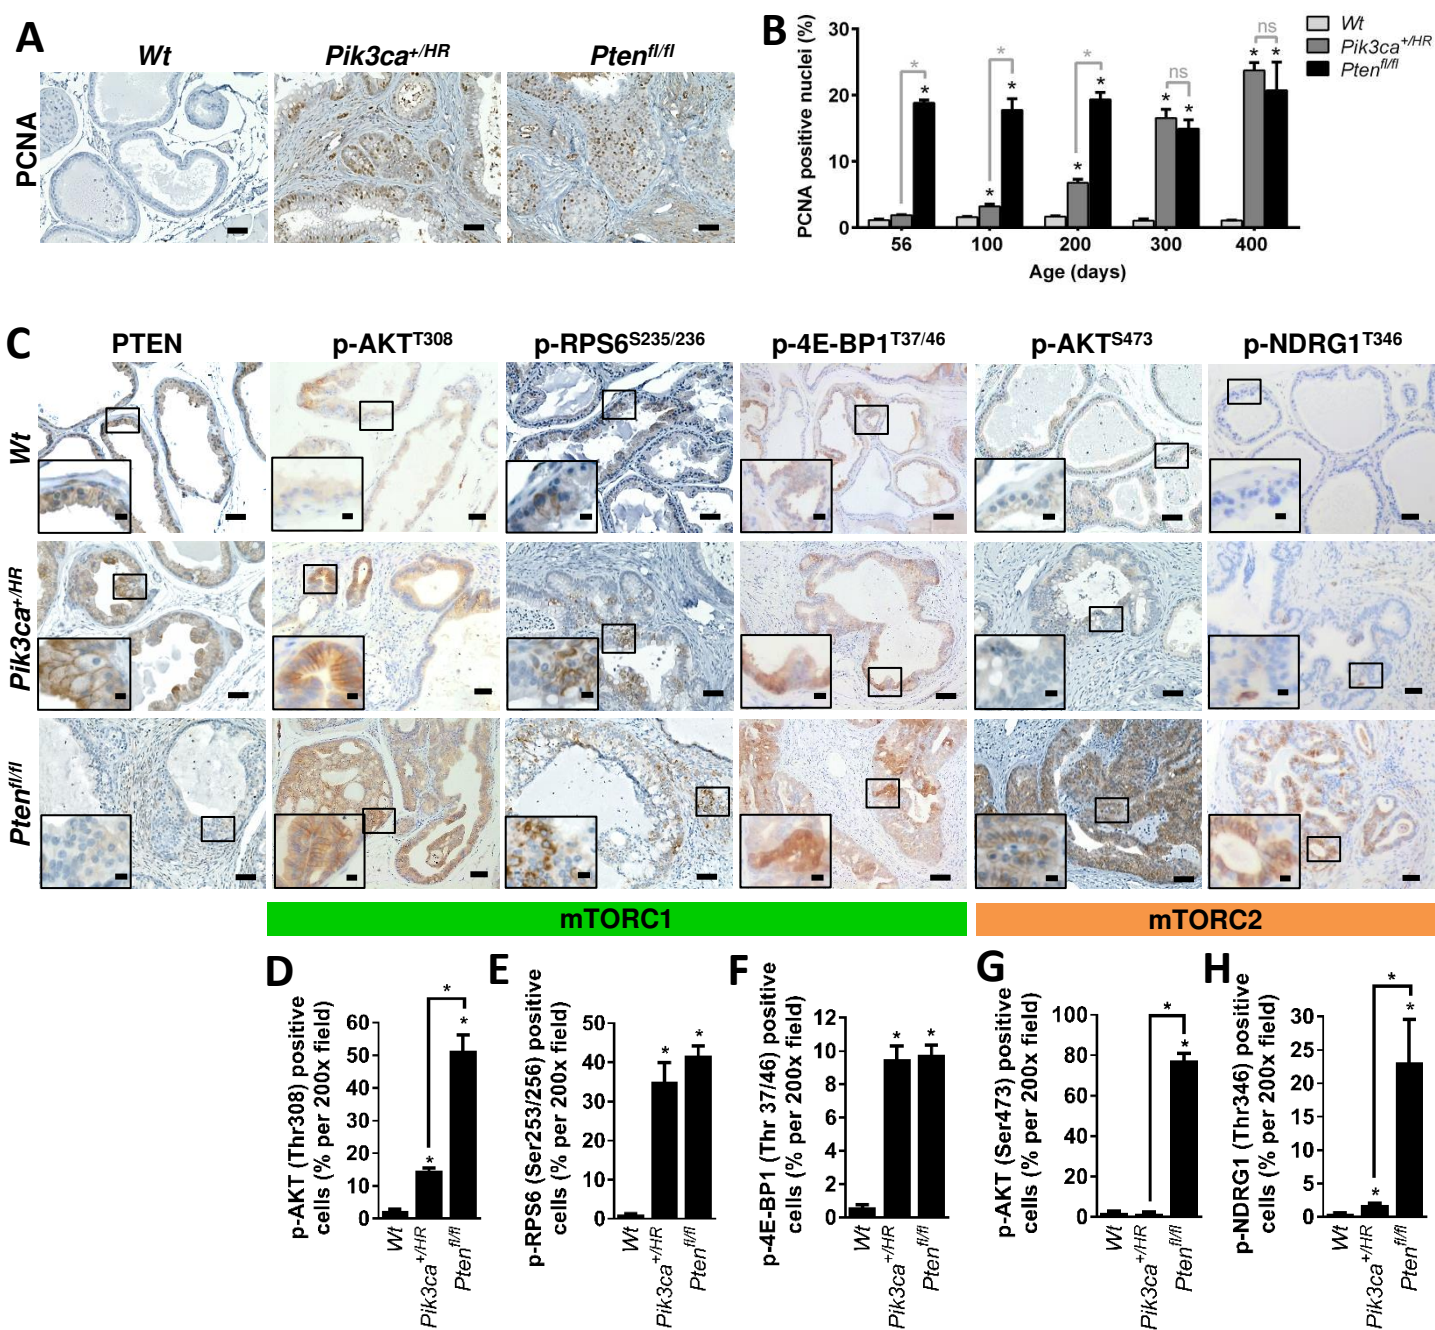 A
Wt
Pik3ca+/HR
Ptenfl/fl
PCNA
B
PCNA positive nuclei (%)
30
20
10
0
* * * ns
* * * * * * * * *
56 100 200 300 400
Age (days)
Wt
Pik3ca+/HR
Ptenfl/fl
C
PTEN
p-AKTT308
p-RPS6S235/236
p-4E-BP1T37/46
p-AKTS473
p-NDRG1T346
Wt
Pik3ca+/HR
Ptenfl/fl
mTORC1
mTORC2
D
p-AKT (Thr308) positive
cells (% per 200x field)
60
50
40
30
20
10
0
*
*
*
Wt
Pik3ca+/HR
Ptenfl/fl
E
p-RPS6 (Ser253/256) positive
cells (% per 200x field)
50
40
30
20
10
0
*
*
Wt
Pik3ca+/HR
Ptenfl/fl
F
p-4E-BP1 (Thr 37/46) positive
cells (% per 200x field)
12
10
8
6
4
2
0
*
*
Wt
Pik3ca+/HR
Ptenfl/fl
G
p-AKT (Ser473) positive
cells (% per 200x field)
100
80
60
40
20
0
*
*
Wt
Pik3ca+/HR
Ptenfl/fl
H
p-NDRG1 (Thr346) positive
cells (% per 200x field)
30
25
20
15
10
5
0
*
*
*
Wt
Pik3ca+/HR
Ptenfl/fl